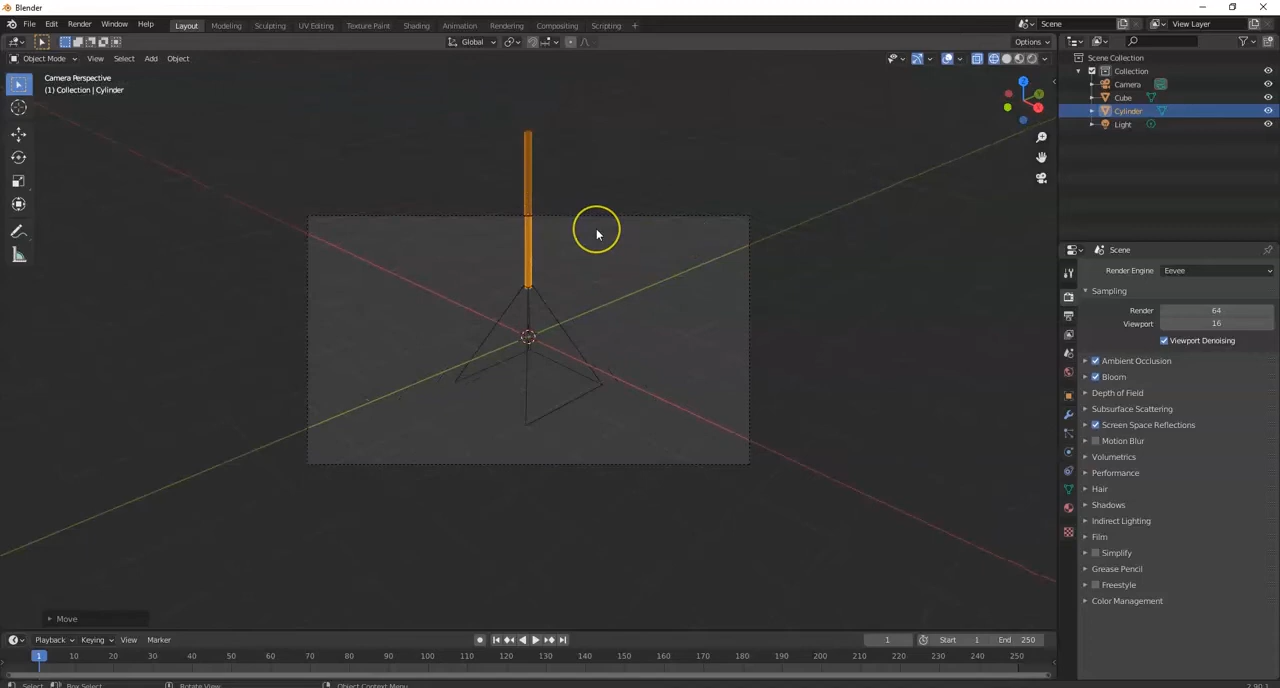 Blender
File Edit Render Window Help Layout Modeling Sculpting UV Editing Texture Paint Shading Animation Rendering Compositing Scripting + Scene View Layer
Global Options
Object Mode View Select Add Object
Camera Perspective
(1) Collection | Cylinder
Z
Y
X
Move
Playback Keying View Marker 1 Start 1 End 250
1 10 20 30 40 50 60 70 80 90 100 110 120 130 140 150 160 170 180 190 200 210 220 230 240 250
Select Box Select Rotate View Object Context Menu 2.90.1
Scene Collection
Collection
Camera
Cube
Cylinder
Light
Scene
Render Engine Eevee
Sampling
Render 64
Viewport 16
Viewport Denoising
Ambient Occlusion
Bloom
Depth of Field
Subsurface Scattering
Screen Space Reflections
Motion Blur
Volumetrics
Performance
Hair
Shadows
Indirect Lighting
Film
Simplify
Grease Pencil
Freestyle
Color Management